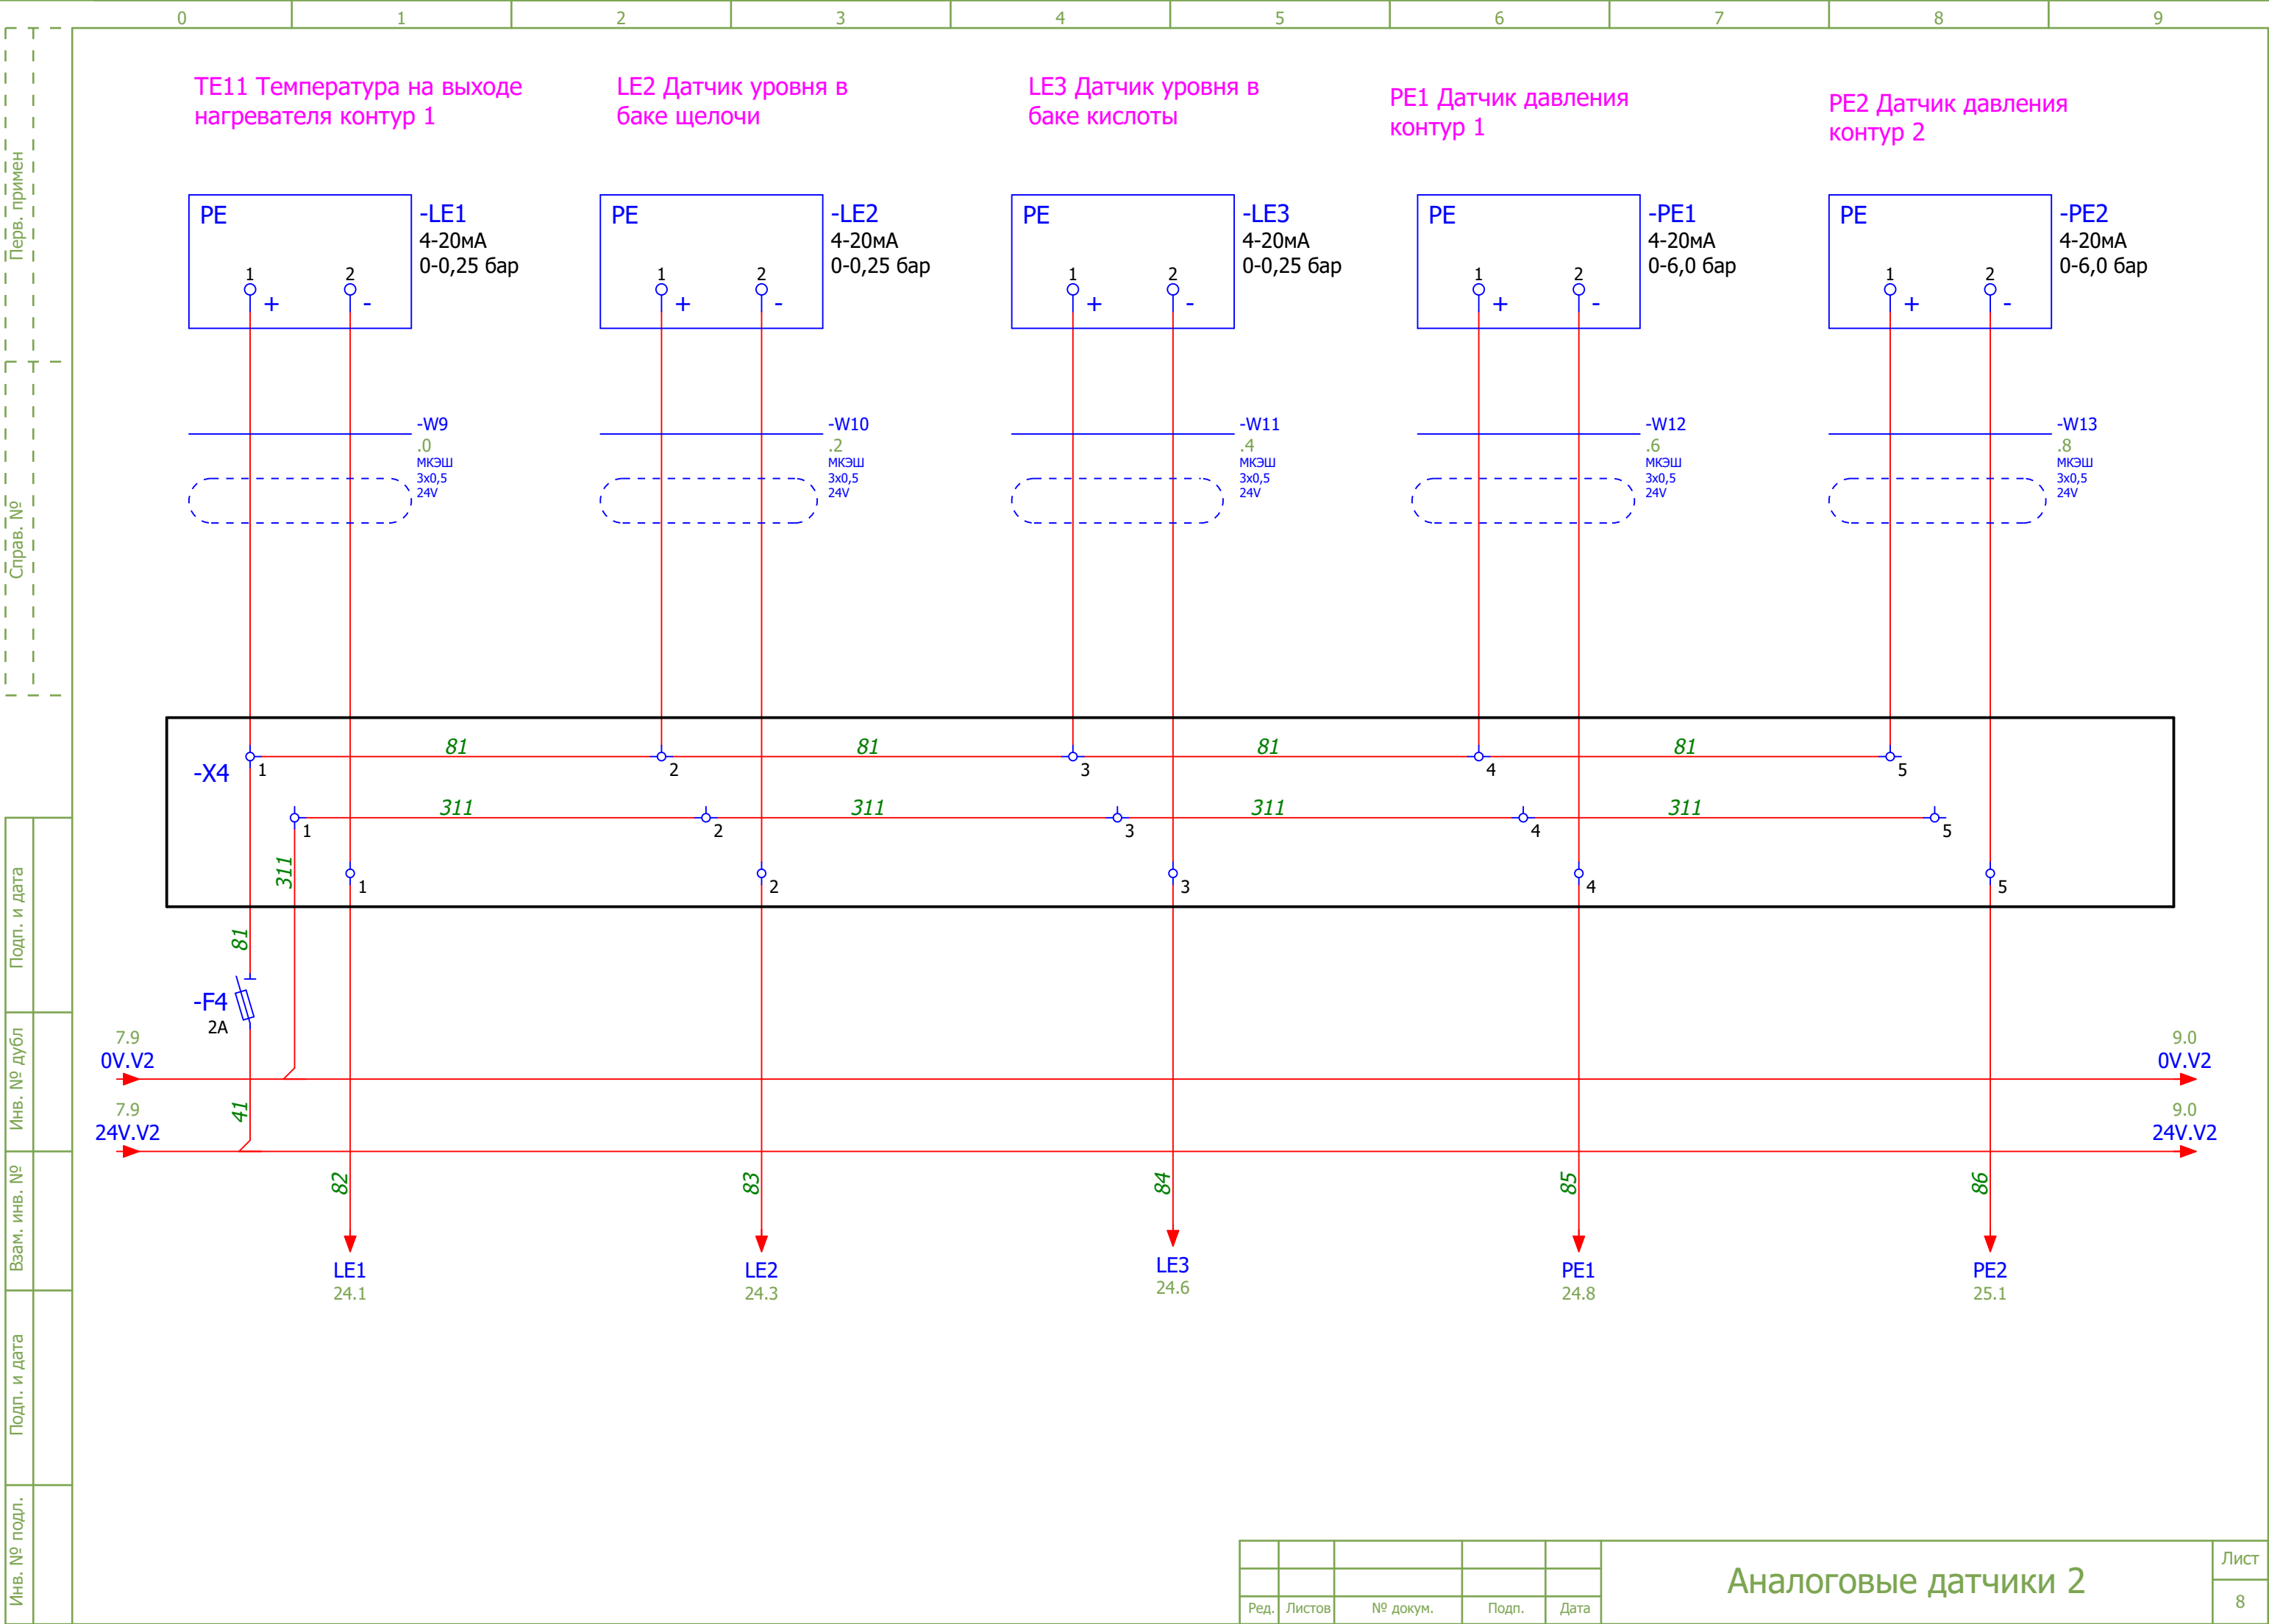 0 1 2 3 4 5 6 7 8 9
TE11 Температура на выходе
нагревателя контур 1
LE2 Датчик уровня в
баке щелочи
LE3 Датчик уровня в
баке кислоты
PE1 Датчик давления
контур 1
PE2 Датчик давления
контур 2
PE
1 2
+ -
-LE1
4-20мА
0-0,25 бар
PE
1 2
+ -
-LE2
4-20мА
0-0,25 бар
PE
1 2
+ -
-LE3
4-20мА
0-0,25 бар
PE
1 2
+ -
-PE1
4-20мА
0-6,0 бар
PE
1 2
+ -
-PE2
4-20мА
0-6,0 бар
-W9
.0
МКЭШ
3х0,5
24V
-W10
.2
МКЭШ
3х0,5
24V
-W11
.4
МКЭШ
3х0,5
24V
-W12
.6
МКЭШ
3х0,5
24V
-W13
.8
МКЭШ
3х0,5
24V
81 81 81 81
-X4 1 2 3 4 5
311 311 311 311
1 2 3 4 5
311
1 2 3 4 5
81
-F4
2A
7.9
0V.V2
9.0
0V.V2
41
7.9
24V.V2
9.0
24V.V2
82 83 84 85 86
LE1
24.1
LE2
24.3
LE3
24.6
PE1
24.8
PE2
25.1
Перв. примен
Справ. №
Подп. и дата
Инв. № дубл
Взам. инв. №
Подп. и дата
Инв. № подл.
Ред. Листов № докум. Подп. Дата
Аналоговые датчики 2
Лист
8